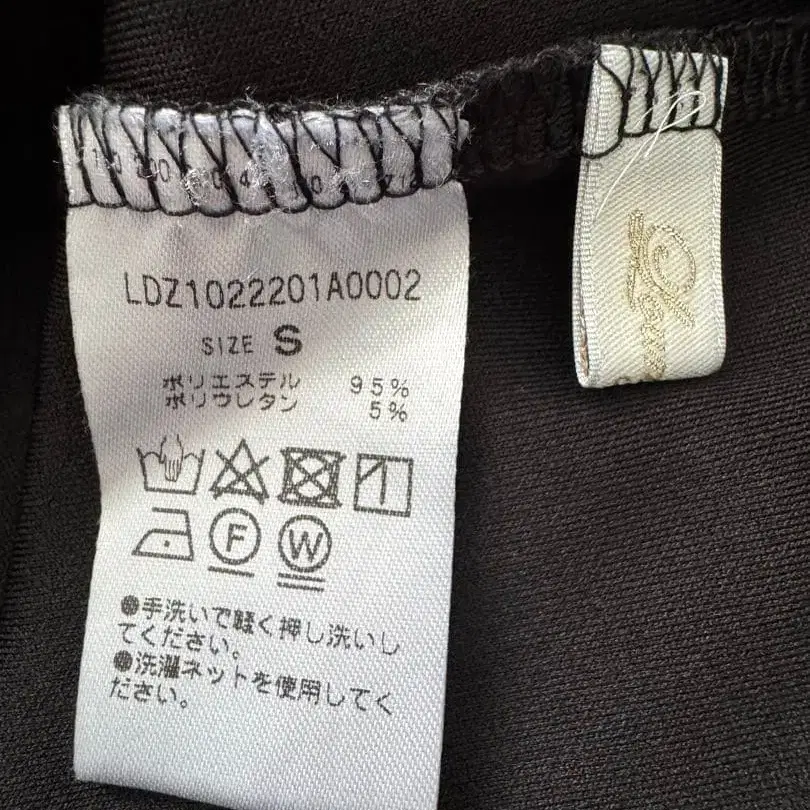 LDZ1022201A0002
SIZE S
ポリエステル 95%
ポリウレタン 5%
F W
●手洗いで軽く押し洗いし
てください。
●洗濯ネットを使用してく
ださい。